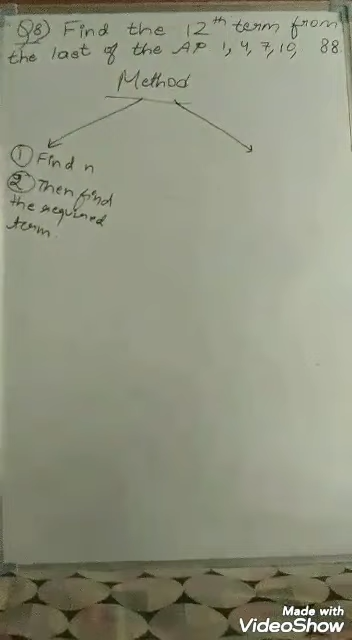 Q8) Find the 12th term from
the last of the AP 1, 4, 7, 10, 88
Method
① Find n
② Then find
the required
term.
Made with
VideoShow